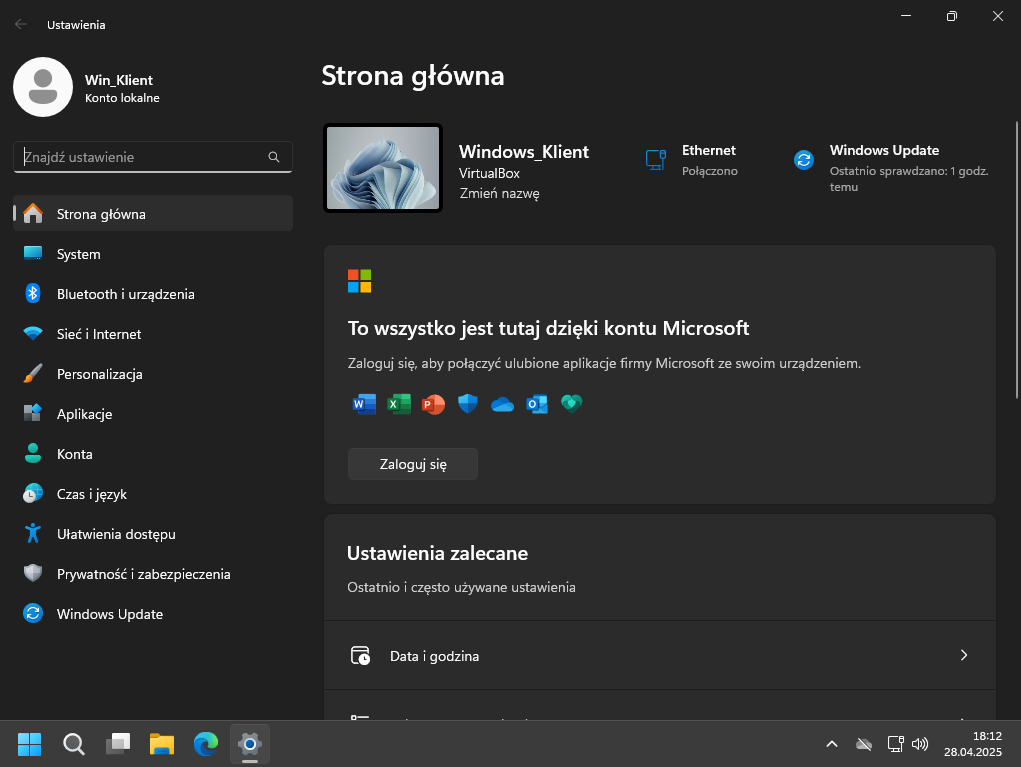 Ustawienia
Win_Klient
Konto lokalne
Znajdź ustawienie
Strona główna
System
Bluetooth i urządzenia
Sieć i Internet
Personalizacja
Aplikacje
Konta
Czas i język
Ułatwienia dostępu
Prywatność i zabezpieczenia
Windows Update
Strona główna
Windows_Klient
VirtualBox
Zmień nazwę
Ethernet
Połączono
Windows Update
Ostatnio sprawdzano: 1 godz.
temu
To wszystko jest tutaj dzięki kontu Microsoft
Zaloguj się, aby połączyć ulubione aplikacje firmy Microsoft ze swoim urządzeniem.
W X P O
Zaloguj się
Ustawienia zalecane
Ostatnio i często używane ustawienia
Data i godzina
18:12
28.04.2025